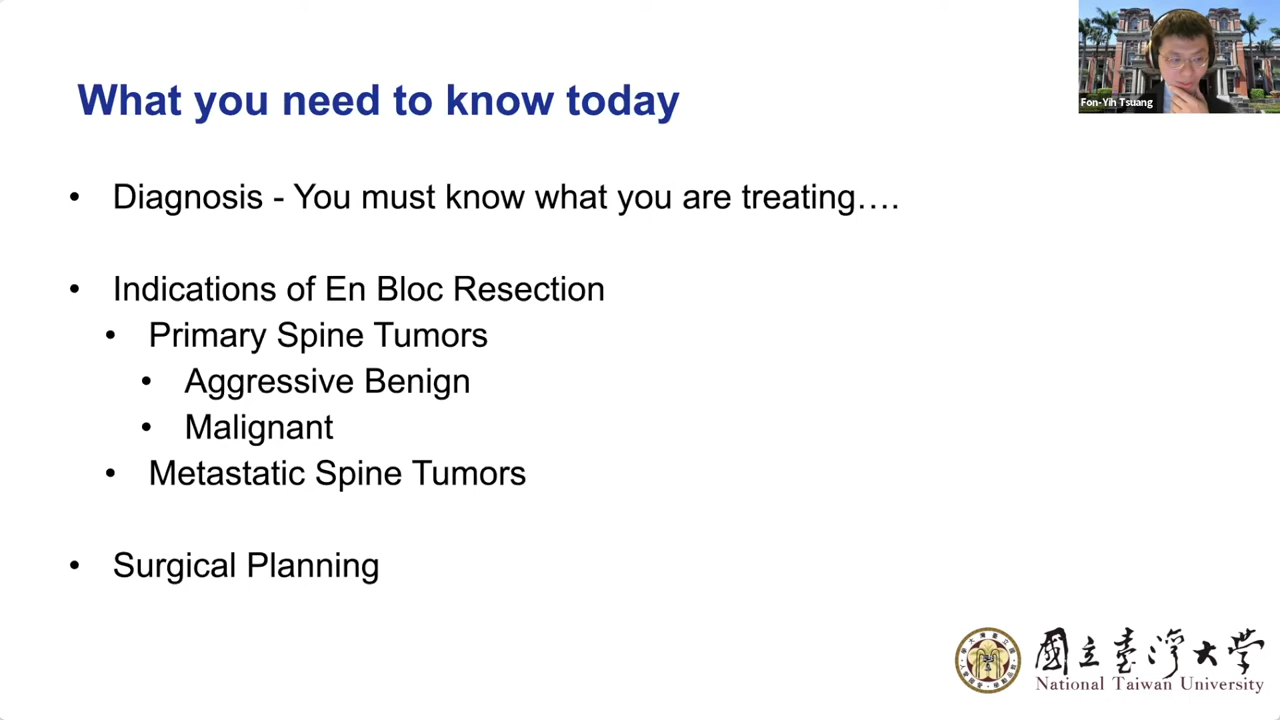 What you need to know today
Fon-Yih Tsuang
• Diagnosis - You must know what you are treating….
• Indications of En Bloc Resection
• Primary Spine Tumors
• Aggressive Benign
• Malignant
• Metastatic Spine Tumors
• Surgical Planning
國立臺灣大學
National Taiwan University